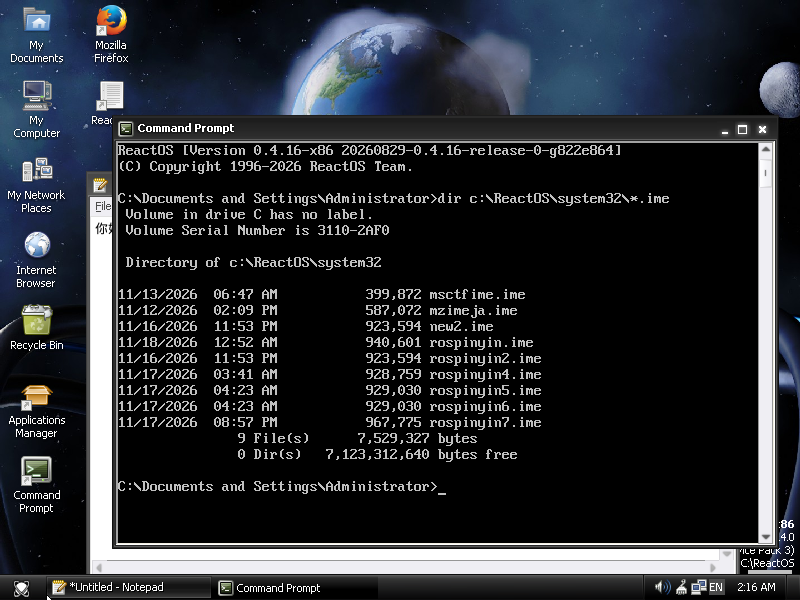 My Documents
Mozilla Firefox
My Computer
My Network Places
Internet Browser
Recycle Bin
Applications Manager
Command Prompt
File
Command Prompt
ReactOS [Version 0.4.16-x86 20260829-0.4.16-release-0-g822e864]
(C) Copyright 1996-2026 ReactOS Team.
C:\Documents and Settings\Administrator>dir c:\ReactOS\system32\*.ime
Volume in drive C has no label.
Volume Serial Number is 3110-2AF0
Directory of c:\ReactOS\system32
11/13/2026  06:47 AM           399,872 msctfime.ime
11/12/2026  02:09 PM           587,072 mzimeja.ime
11/16/2026  11:53 PM           923,594 new2.ime
11/18/2026  12:52 AM           940,601 rospinyin.ime
11/16/2026  11:53 PM           923,594 rospinyin2.ime
11/17/2026  03:41 AM           928,759 rospinyin4.ime
11/17/2026  04:23 AM           929,030 rospinyin5.ime
11/17/2026  04:23 AM           929,030 rospinyin6.ime
11/17/2026  08:57 PM           967,775 rospinyin7.ime
9 File(s)      7,529,327 bytes
0 Dir(s)   7,123,312,640 bytes free
C:\Documents and Settings\Administrator>_
Pack 3)
C:\ReactOS
*Untitled - Notepad
Command Prompt
EN
2:16 AM